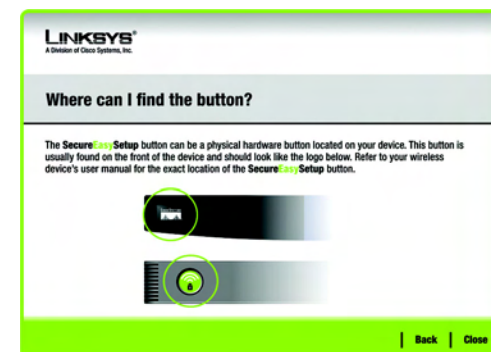 LINKSYS®
A Division of Cisco Systems, Inc.
Where can I find the button?
The SecureEasySetup button can be a physical hardware button located on your device. This button is
usually found on the front of the device and should look like the logo below. Refer to your wireless
device's user manual for the exact location of the SecureEasySetup button.
Back | Close